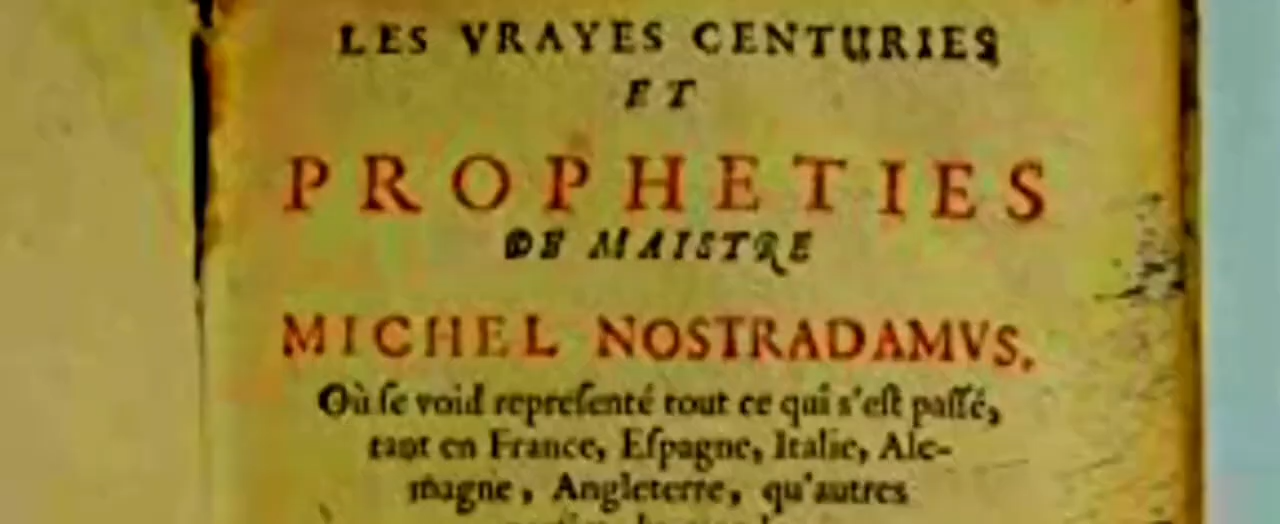 LES VRAYES CENTURIES
ET
PROPHETIES
DE MAISTRE
MICHEL NOSTRADAMVS.
Où ſe void repreſenté tout ce qui s'eſt paſſé,
tant en France, Eſpagne, Italie, Ale-
magne, Angleterre, qu'autres